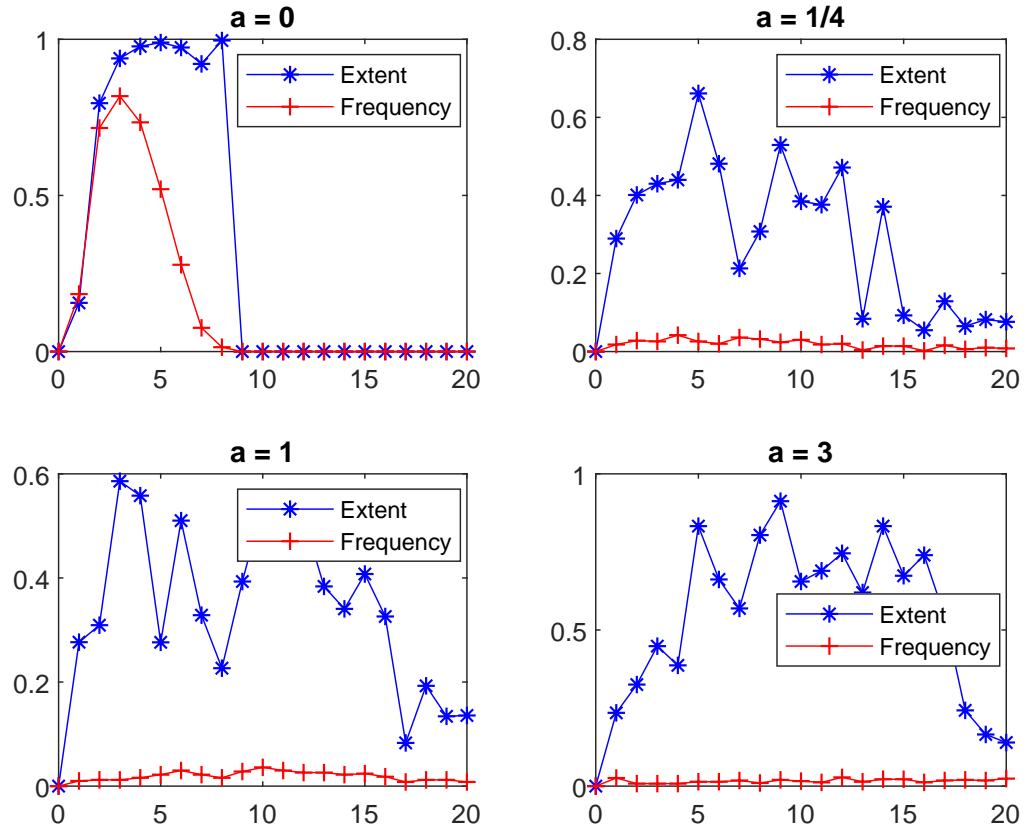 a = 0
1
0.5
0
0 5 10 15 20
Extent
Frequency
a = 1/4
0.8
0.6
0.4
0.2
0
0 5 10 15 20
Extent
Frequency
a = 1
0.6
0.4
0.2
0
0 5 10 15 20
Extent
Frequency
a = 3
1
0.5
0
0 5 10 15 20
Extent
Frequency